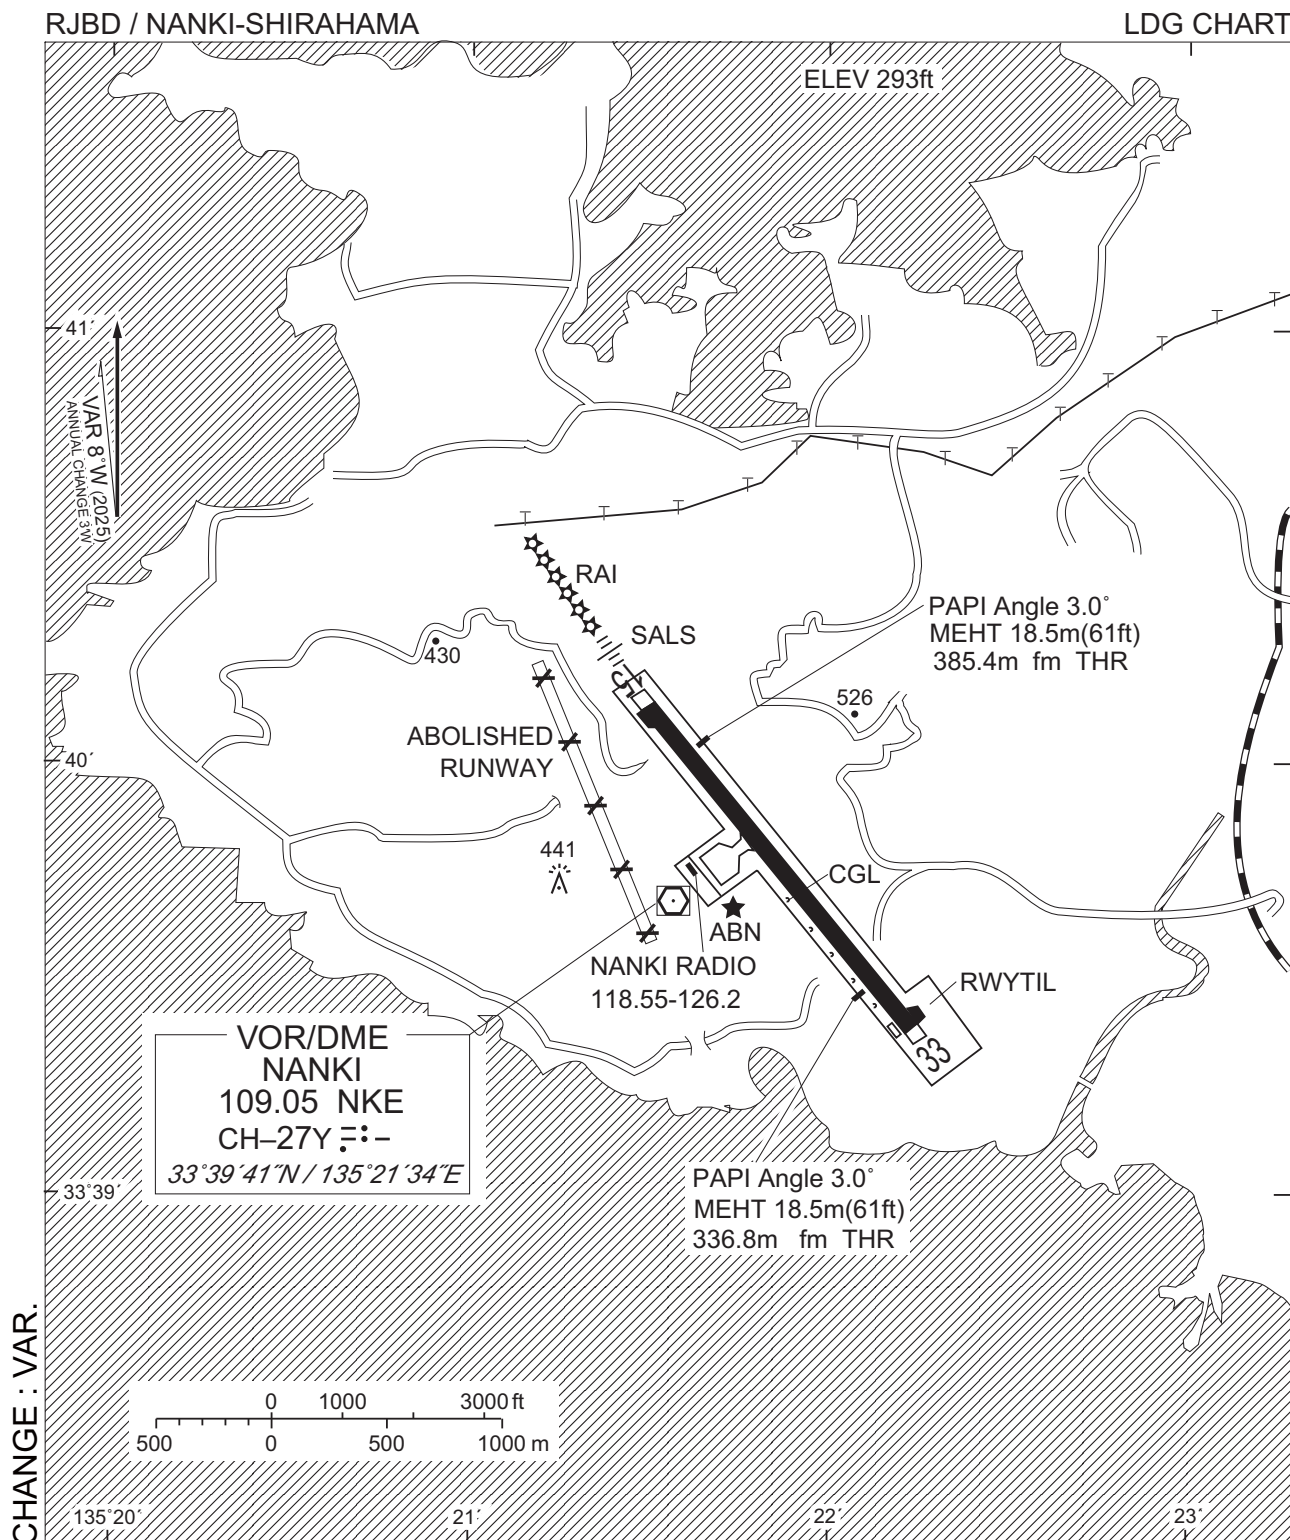 RJBD / NANKI-SHIRAHAMA
LDG CHART
ELEV 293ft
41´
VAR 8°W (2025)
ANNUAL CHANGE 3´W
RAI
SALS
PAPI Angle 3.0°
MEHT 18.5m(61ft)
385.4m fm THR
430
526
15
ABOLISHED
RUNWAY
40´
441
CGL
ABN
NANKI RADIO
118.55-126.2
RWYTIL
33
VOR/DME
NANKI
109.05 NKE
CH–27Y
33°39´41˝N / 135°21´34˝E
33°39´
PAPI Angle 3.0°
MEHT 18.5m(61ft)
336.8m fm THR
CHANGE : VAR.
0 1000 3000 ft
500 0 500 1000 m
135°20´
21´
22´
23´